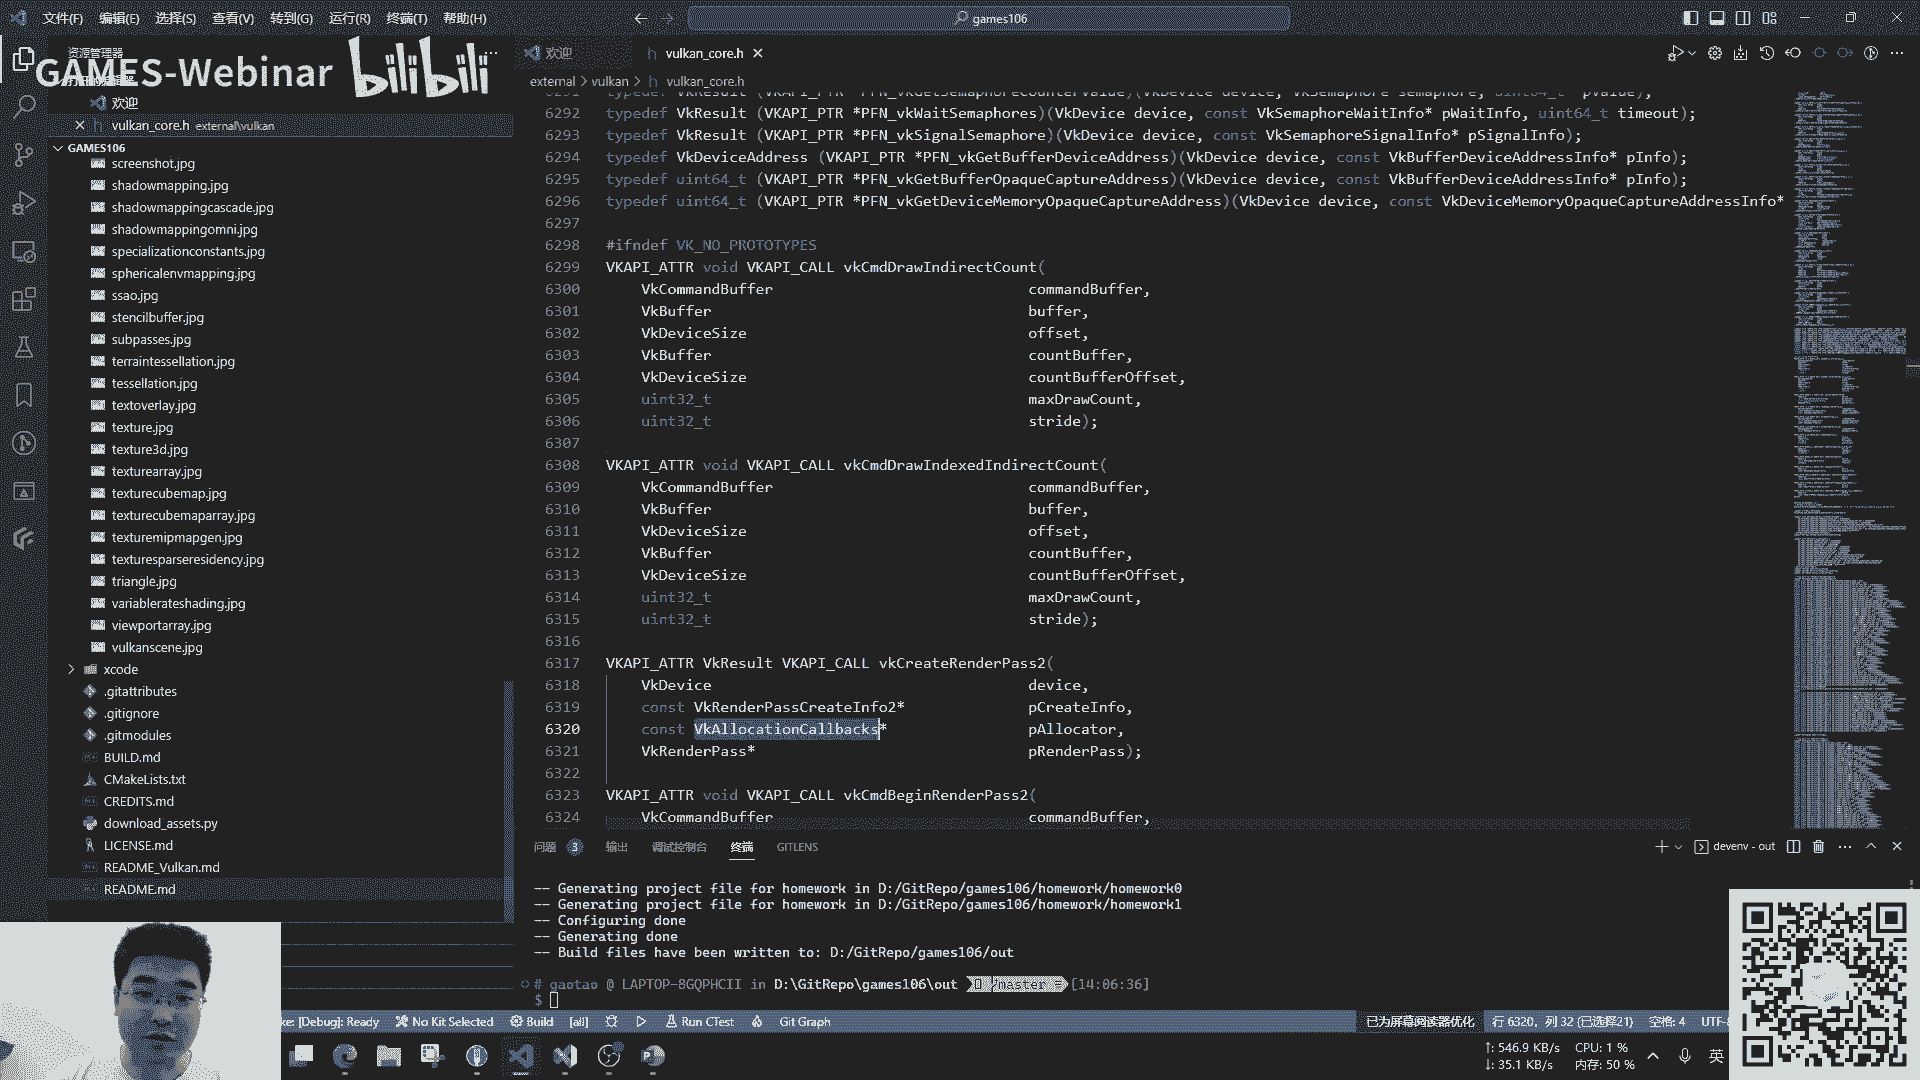 文件(F) 编辑(E) 选择(S) 查看(V) 转到(G) 运行(R) 终端(T) 帮助(H)
games106
资源管理器
GAMES-Webinar bilibili
欢迎
vulkan_core.h external\vulkan
GAMES106
screenshot.jpg
shadowmapping.jpg
shadowmappingcascade.jpg
shadowmappingomni.jpg
specializationconstants.jpg
sphericalenvmapping.jpg
ssao.jpg
stencilbuffer.jpg
subpasses.jpg
terraintessellation.jpg
tessellation.jpg
textoverlay.jpg
texture.jpg
texture3d.jpg
texturearray.jpg
texturecubemap.jpg
texturecubemaparray.jpg
texturemipmapgen.jpg
texturesparseresidency.jpg
triangle.jpg
variablerateshading.jpg
viewportarray.jpg
vulkanscene.jpg
xcode
.gitattributes
.gitignore
.gitmodules
BUILD.md
CMakeLists.txt
CREDITS.md
download_assets.py
LICENSE.md
README_Vulkan.md
README.md
欢迎 vulkan_core.h
external > vulkan > vulkan_core.h
6292 typedef VkResult (VKAPI_PTR *PFN_vkWaitSemaphores)(VkDevice device, const VkSemaphoreWaitInfo* pWaitInfo, uint64_t timeout);
6293 typedef VkResult (VKAPI_PTR *PFN_vkSignalSemaphore)(VkDevice device, const VkSemaphoreSignalInfo* pSignalInfo);
6294 typedef VkDeviceAddress (VKAPI_PTR *PFN_vkGetBufferDeviceAddress)(VkDevice device, const VkBufferDeviceAddressInfo* pInfo);
6295 typedef uint64_t (VKAPI_PTR *PFN_vkGetBufferOpaqueCaptureAddress)(VkDevice device, const VkBufferDeviceAddressInfo* pInfo);
6296 typedef uint64_t (VKAPI_PTR *PFN_vkGetDeviceMemoryOpaqueCaptureAddress)(VkDevice device, const VkDeviceMemoryOpaqueCaptureAddressInfo*
6297
6298 #ifndef VK_NO_PROTOTYPES
6299 VKAPI_ATTR void VKAPI_CALL vkCmdDrawIndirectCount(
6300 VkCommandBuffer commandBuffer,
6301 VkBuffer buffer,
6302 VkDeviceSize offset,
6303 VkBuffer countBuffer,
6304 VkDeviceSize countBufferOffset,
6305 uint32_t maxDrawCount,
6306 uint32_t stride);
6307
6308 VKAPI_ATTR void VKAPI_CALL vkCmdDrawIndexedIndirectCount(
6309 VkCommandBuffer commandBuffer,
6310 VkBuffer buffer,
6311 VkDeviceSize offset,
6312 VkBuffer countBuffer,
6313 VkDeviceSize countBufferOffset,
6314 uint32_t maxDrawCount,
6315 uint32_t stride);
6316
6317 VKAPI_ATTR VkResult VKAPI_CALL vkCreateRenderPass2(
6318 VkDevice device,
6319 const VkRenderPassCreateInfo2* pCreateInfo,
6320 const VkAllocationCallbacks* pAllocator,
6321 VkRenderPass* pRenderPass);
6322
6323 VKAPI_ATTR void VKAPI_CALL vkCmdBeginRenderPass2(
6324 VkCommandBuffer commandBuffer,
问题 3 输出 调试控制台 终端 GITLENS
devenv - out
-- Generating project file for homework in D:/GitRepo/games106/homework/homework0
-- Generating project file for homework in D:/GitRepo/games106/homework/homework1
-- Configuring done
-- Generating done
-- Build files have been written to: D:/GitRepo/games106/out
# gaotao @ LAPTOP-8GQPHCII in D:\GitRepo\games106\out master ≡ [14:06:36]
$
ke: [Debug]: Ready No Kit Selected Build [all] Run CTest Git Graph
已为屏幕阅读器优化 行 6320，列 32 (已选择21) 空格: 4 UTF-8
↑: 546.9 KB/s CPU: 1 %
↓: 35.1 KB/s 内存: 50 %
英